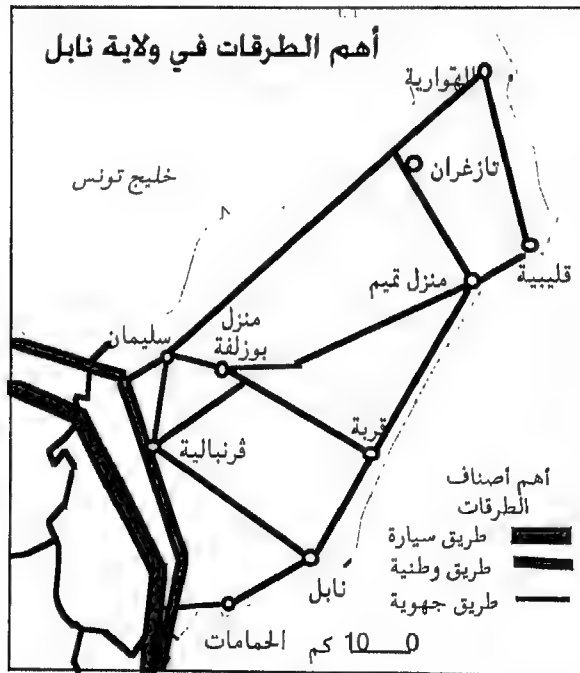 أهم الطرقات في ولاية نابل
الهوارية
تازغران
خليج تونس
قليبية
منزل تميم
منزل
بوزلفة
سليمان
ڤرنبالية
قربة
نابل
الحمامات
أهم أصناف
الطرقات
طريق سيارة
طريق وطنية
طريق جهوية
0 10 كم